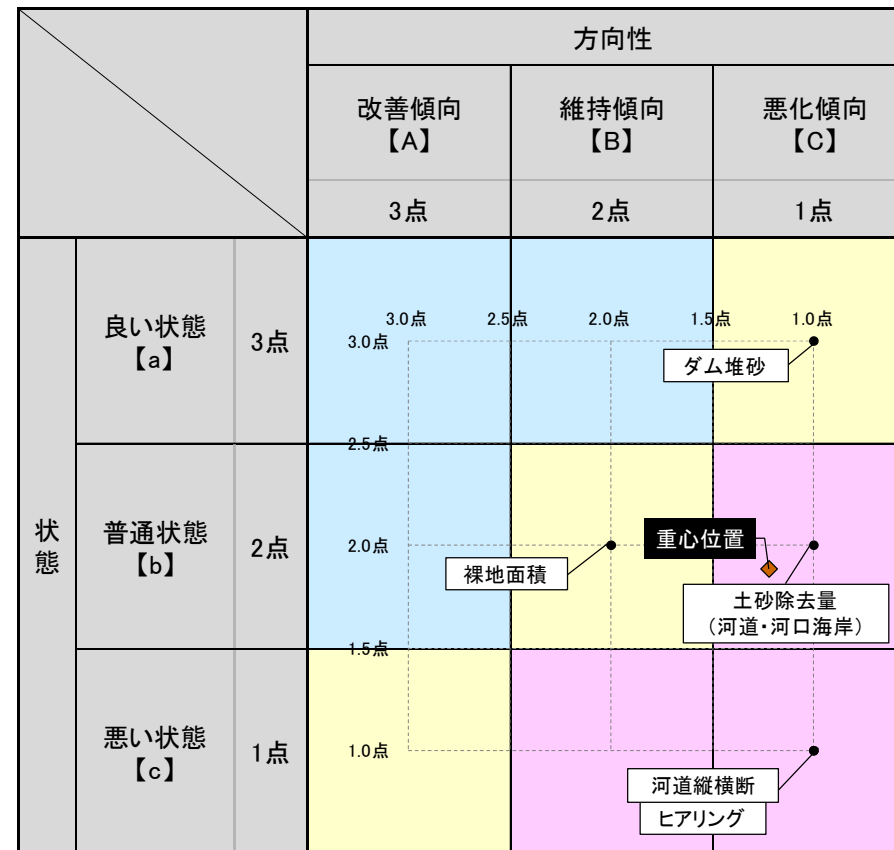 方向性
改善傾向
【A】
維持傾向
【B】
悪化傾向
【C】
3点
2点
1点
状態
良い状態
【a】
3点
3.0点
2.5点
2.0点
1.5点
1.0点
3.0点
ダム堆砂
2.5点
普通状態
【b】
2点
2.0点
重心位置
裸地面積
土砂除去量
（河道・河口海岸）
1.5点
悪い状態
【c】
1点
1.0点
河道縦横断
ヒアリング